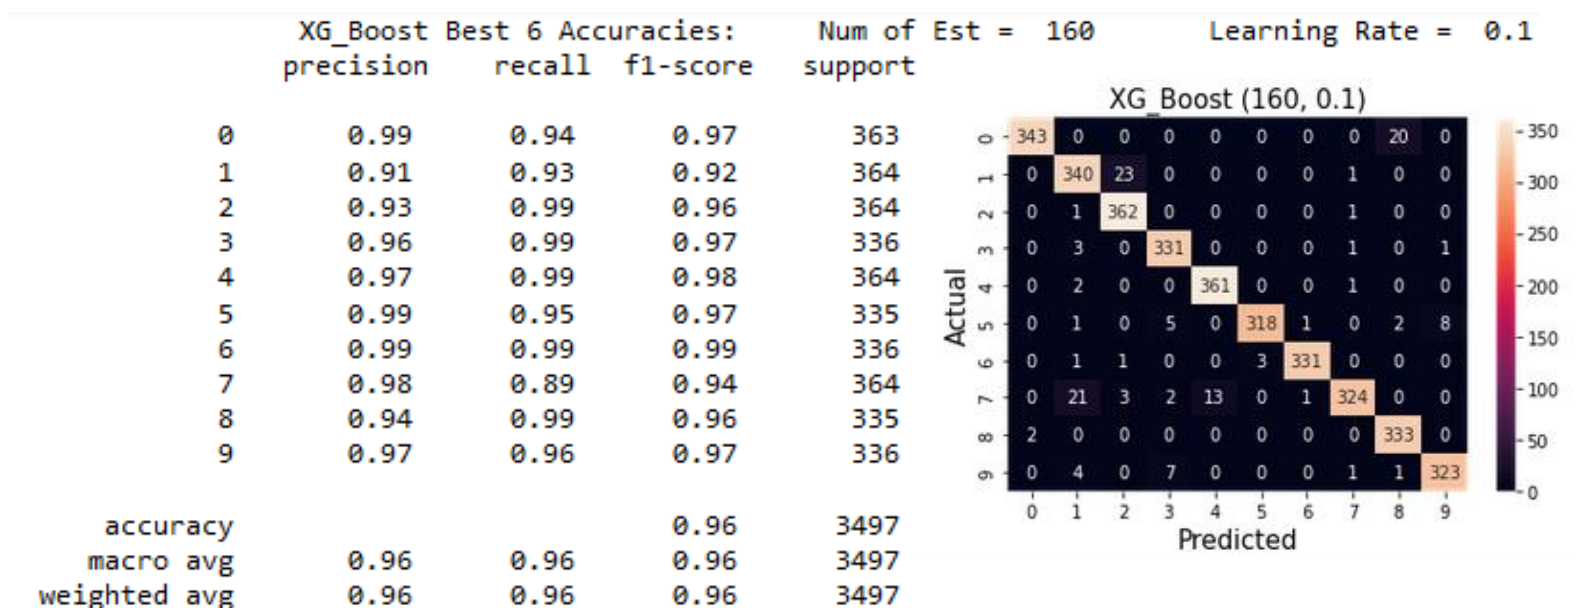 XG_Boost Best 6 Accuracies: Num of Est = 160 Learning Rate = 0.1
precision recall f1-score support
0 0.99 0.94 0.97 363
1 0.91 0.93 0.92 364
2 0.93 0.99 0.96 364
3 0.96 0.99 0.97 336
4 0.97 0.99 0.98 364
5 0.99 0.95 0.97 335
6 0.99 0.99 0.99 336
7 0.98 0.89 0.94 364
8 0.94 0.99 0.96 335
9 0.97 0.96 0.97 336
accuracy 0.96 3497
macro avg 0.96 0.96 0.96 3497
weighted avg 0.96 0.96 0.96 3497
XG_Boost (160, 0.1)
Actual
0 343 0 0 0 0 0 0 0 20 0
1 0 340 23 0 0 0 0 1 0 0
2 0 1 362 0 0 0 0 1 0 0
3 0 3 0 331 0 0 0 1 0 1
4 0 2 0 0 361 0 0 1 0 0
5 0 1 0 5 0 318 1 0 2 8
6 0 1 1 0 0 3 331 0 0 0
7 0 21 3 2 13 0 1 324 0 0
8 2 0 0 0 0 0 0 0 333 0
9 0 4 0 7 0 0 0 1 1 323
0 1 2 3 4 5 6 7 8 9
Predicted
350
300
250
200
150
100
50
0